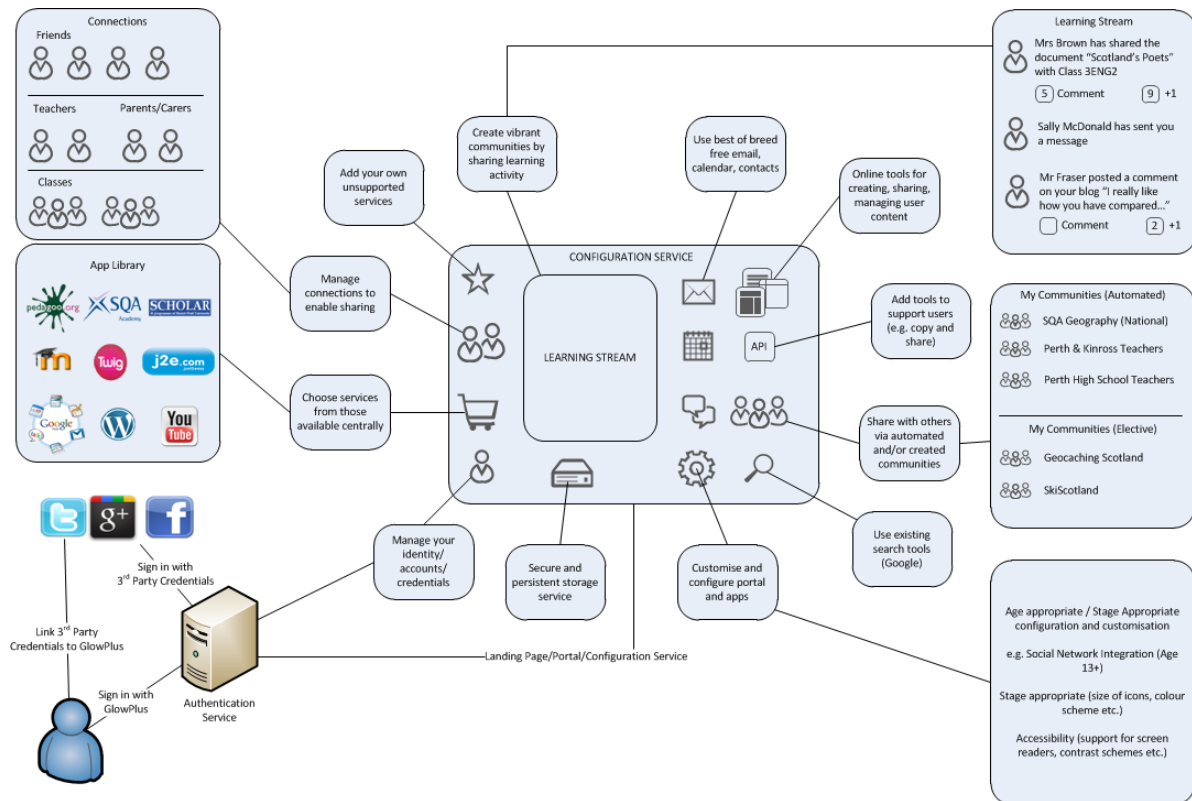 Connections
Friends
Teachers
Parents/Carers
Classes
App Library
pedagoo.org
SQA
Academy
SCHOLAR
m
Twig
j2e.com
Google
You
Tube
Create vibrant
communities by
sharing learning
activity
Add your own
unsupported
services
Manage
connections to
enable sharing
Choose services
from those
available centrally
Use best of breed
free email,
calendar, contacts
Online tools for
creating, sharing,
managing user
content
CONFIGURATION SERVICE
LEARNING STREAM
API
Add tools to
support users
(e.g. copy and
share)
Share with others
via automated
and/or created
communities
Use existing
search tools
(Google)
Customise and
configure portal
and apps
Secure and
persistent storage
service
Manage your
identity/
accounts/
credentials
Learning Stream
Mrs Brown has shared the
document “Scotland’s Poets”
with Class 3ENG2
5 Comment 9 +1
Sally McDonald has sent you
a message
Mr Fraser posted a comment
on your blog “I really like
how you have compared...”
Comment 2 +1
My Communities (Automated)
SQA Geography (National)
Perth & Kinross Teachers
Perth High School Teachers
My Communities (Elective)
Geocaching Scotland
SkiScotland
Age appropriate / Stage Appropriate
configuration and customisation
e.g. Social Network Integration (Age
13+)
Stage appropriate (size of icons, colour
scheme etc.)
Accessibility (support for screen
readers, contrast schemes etc.)
t
g+
f
Sign in with
3rd Party Credentials
Link 3rd Party
Credentials to GlowPlus
Sign in with
GlowPlus
Authentication
Service
Landing Page/Portal/Configuration Service